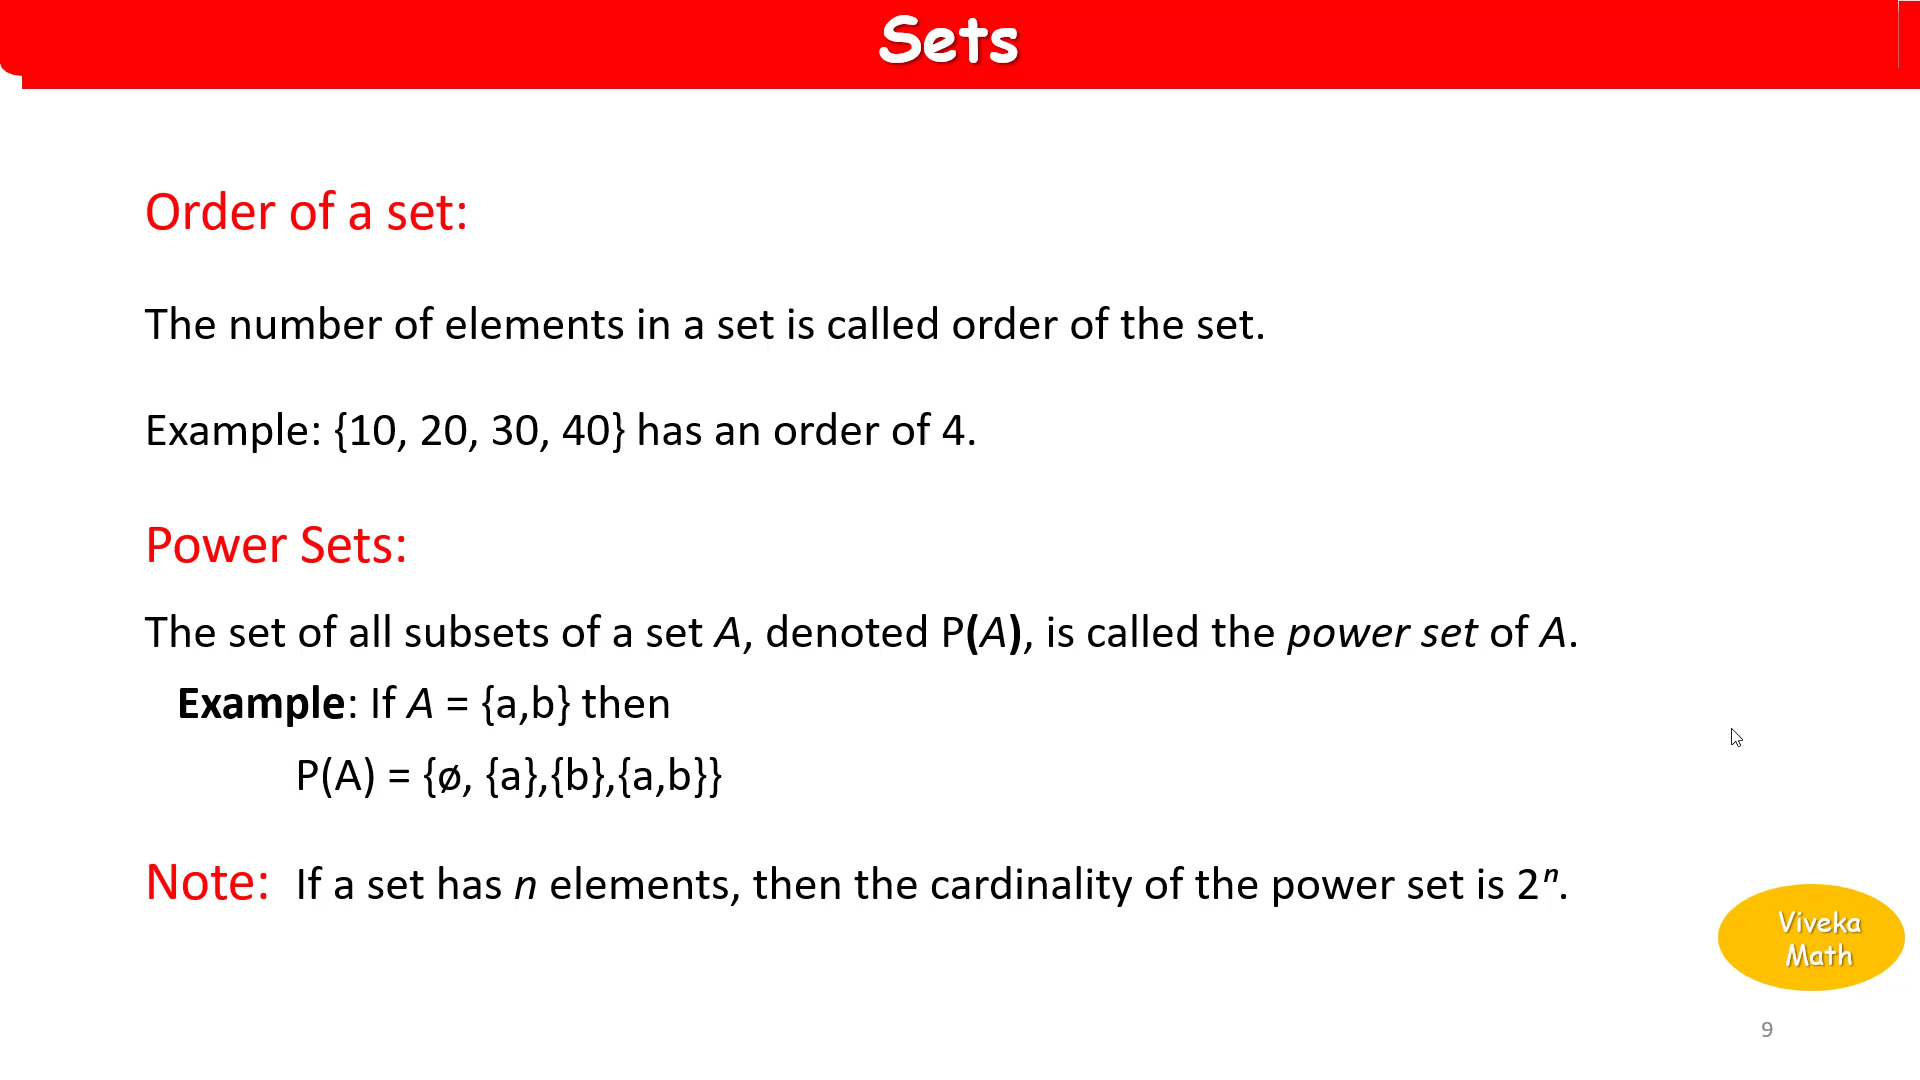 Sets
Order of a set:
The number of elements in a set is called order of the set.
Example: {10, 20, 30, 40} has an order of 4.
Power Sets:
The set of all subsets of a set A, denoted P(A), is called the power set of A.
Example: If A = {a,b} then
P(A) = {ø, {a},{b},{a,b}}
Note: If a set has n elements, then the cardinality of the power set is 2ⁿ.
Viveka
Math
9